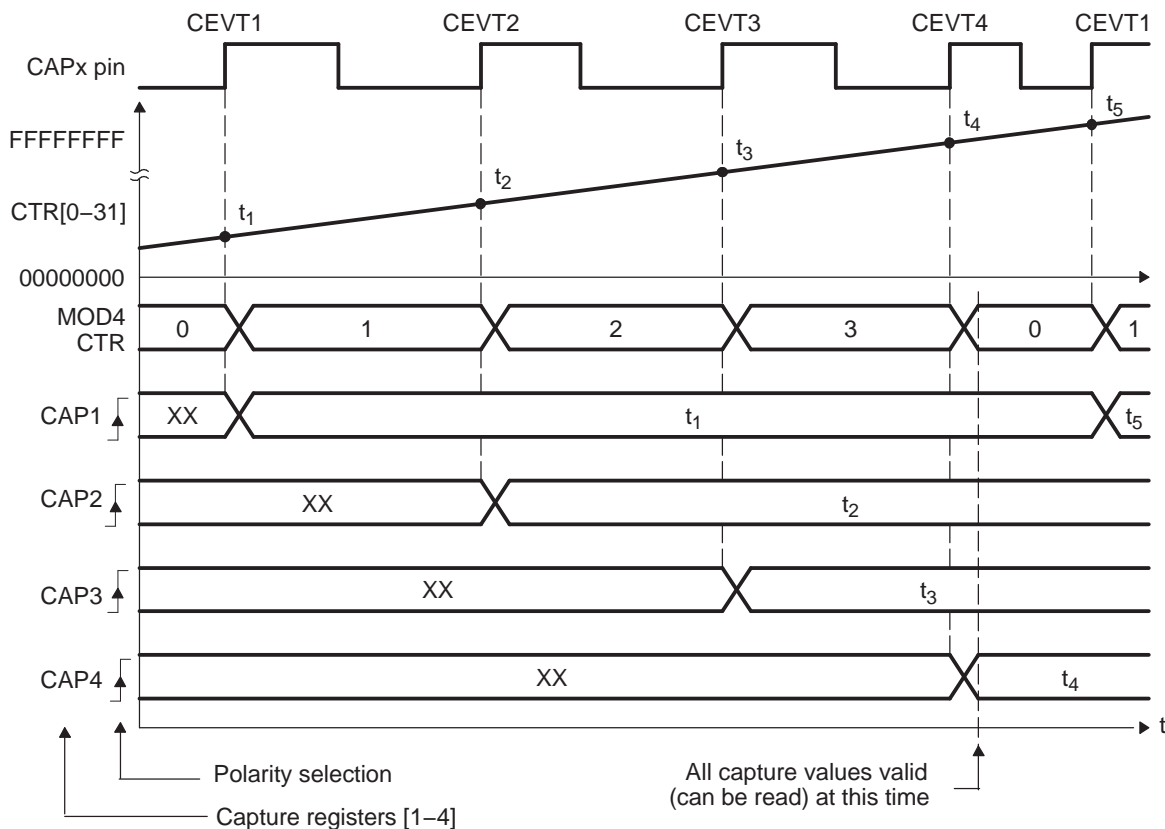 CEVT1 CEVT2 CEVT3 CEVT4 CEVT1
CAPx pin
t5
FFFFFFFF
t4
t3
t2
CTR[0–31]
t1
00000000
MOD4
CTR
0 1 2 3 0 1
CAP1 XX t1 t5
CAP2 XX t2
CAP3 XX t3
CAP4 XX t4
t
Polarity selection
Capture registers [1–4]
All capture values valid
(can be read) at this time